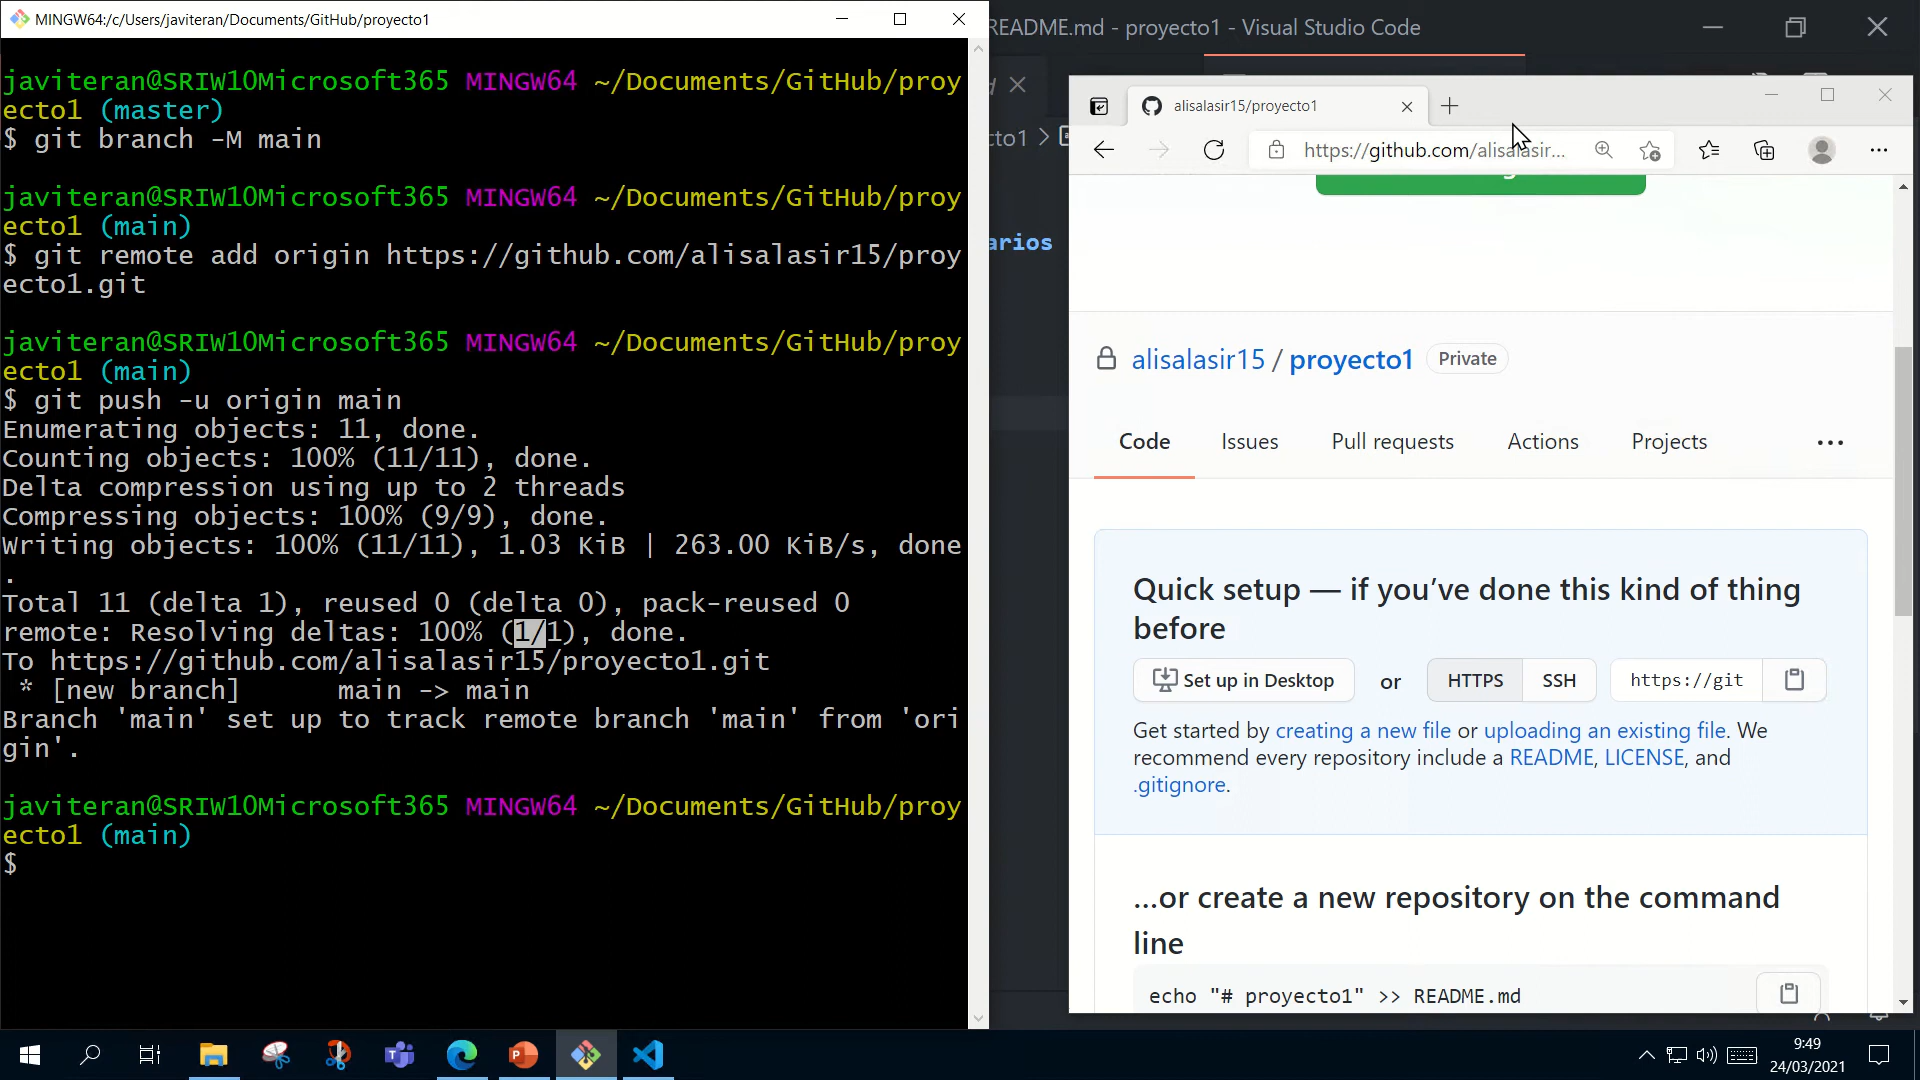 MINGW64:/c/Users/javiteran/Documents/GitHub/proyecto1
javiteran@SRIW10Microsoft365 MINGW64 ~/Documents/GitHub/proy
ecto1 (master)
$ git branch -M main
javiteran@SRIW10Microsoft365 MINGW64 ~/Documents/GitHub/proy
ecto1 (main)
$ git remote add origin https://github.com/alisalasir15/proy
ecto1.git
javiteran@SRIW10Microsoft365 MINGW64 ~/Documents/GitHub/proy
ecto1 (main)
$ git push -u origin main
Enumerating objects: 11, done.
Counting objects: 100% (11/11), done.
Delta compression using up to 2 threads
Compressing objects: 100% (9/9), done.
Writing objects: 100% (11/11), 1.03 KiB | 263.00 KiB/s, done
.
Total 11 (delta 1), reused 0 (delta 0), pack-reused 0
remote: Resolving deltas: 100% (1/1), done.
To https://github.com/alisalasir15/proyecto1.git
* [new branch]      main -> main
Branch 'main' set up to track remote branch 'main' from 'ori
gin'.
javiteran@SRIW10Microsoft365 MINGW64 ~/Documents/GitHub/proy
ecto1 (main)
$
README.md - proyecto1 - Visual Studio Code
cto1 >
arios
alisalasir15/proyecto1
https://github.com/alisalasir...
alisalasir15 / proyecto1 Private
Code Issues Pull requests Actions Projects ...
Quick setup — if you’ve done this kind of thing
before
Set up in Desktop or HTTPS SSH https://git
Get started by creating a new file or uploading an existing file. We
recommend every repository include a README, LICENSE, and
.gitignore.
…or create a new repository on the command
line
echo "# proyecto1" >> README.md
9:49
24/03/2021